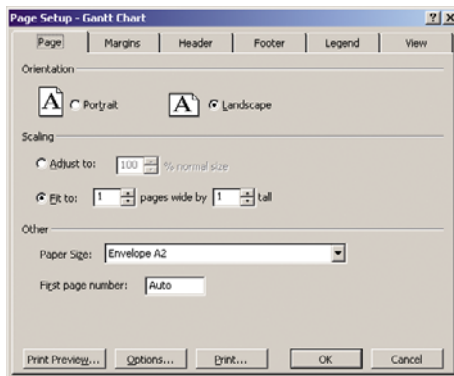 Page Setup - Gantt Chart
Page Margins Header Footer Legend View
Orientation
A Portrait A Landscape
Scaling
Adjust to: 100 % normal size
Fit to: 1 pages wide by 1 tall
Other
Paper Size: Envelope A2
First page number: Auto
Print Preview... Options... Print... OK Cancel